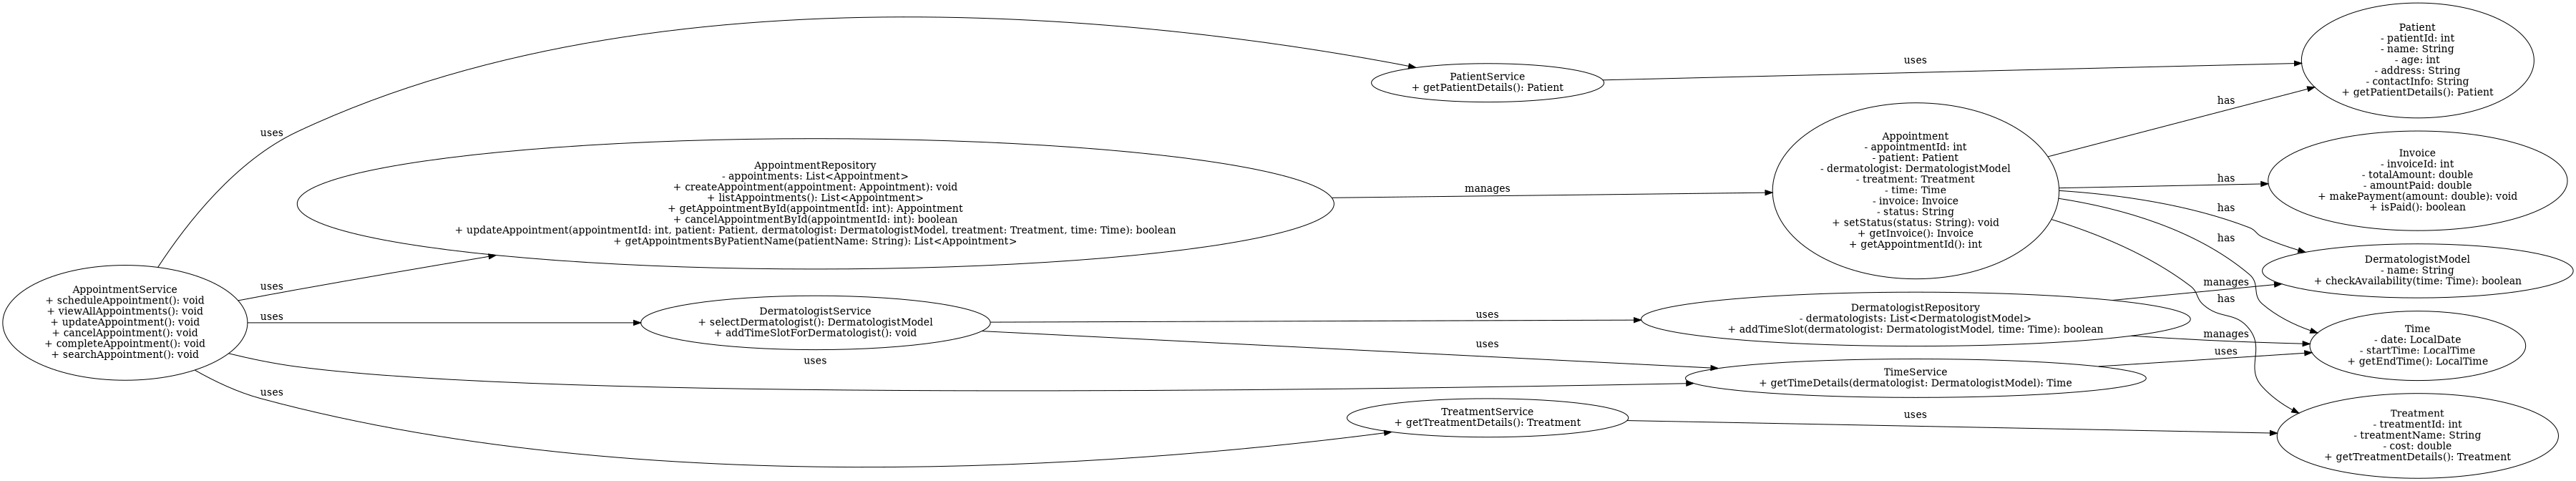 AppointmentService
+ scheduleAppointment(): void
+ viewAllAppointments(): void
+ updateAppointment(): void
+ cancelAppointment(): void
+ completeAppointment(): void
+ searchAppointment(): void
uses
uses
uses
uses
uses
AppointmentRepository
- appointments: List<Appointment>
+ createAppointment(appointment: Appointment): void
+ listAppointments(): List<Appointment>
+ getAppointmentById(appointmentId: int): Appointment
+ cancelAppointmentById(appointmentId: int): boolean
+ updateAppointment(appointmentId: int, patient: Patient, dermatologist: DermatologistModel, treatment: Treatment, time: Time): boolean
+ getAppointmentsByPatientName(patientName: String): List<Appointment>
DermatologistService
+ selectDermatologist(): DermatologistModel
+ addTimeSlotForDermatologist(): void
PatientService
+ getPatientDetails(): Patient
manages
uses
uses
TreatmentService
+ getTreatmentDetails(): Treatment
uses
Appointment
- appointmentId: int
- patient: Patient
- dermatologist: DermatologistModel
- treatment: Treatment
- time: Time
- invoice: Invoice
- status: String
+ setStatus(status: String): void
+ getInvoice(): Invoice
+ getAppointmentId(): int
DermatologistRepository
- dermatologists: List<DermatologistModel>
+ addTimeSlot(dermatologist: DermatologistModel, time: Time): boolean
TimeService
+ getTimeDetails(dermatologist: DermatologistModel): Time
uses
has
has
has
has
manages
has
manages
uses
Patient
- patientId: int
- name: String
- age: int
- address: String
- contactInfo: String
+ getPatientDetails(): Patient
Invoice
- invoiceId: int
- totalAmount: double
- amountPaid: double
+ makePayment(amount: double): void
+ isPaid(): boolean
DermatologistModel
- name: String
+ checkAvailability(time: Time): boolean
Time
- date: LocalDate
- startTime: LocalTime
+ getEndTime(): LocalTime
Treatment
- treatmentId: int
- treatmentName: String
- cost: double
+ getTreatmentDetails(): Treatment